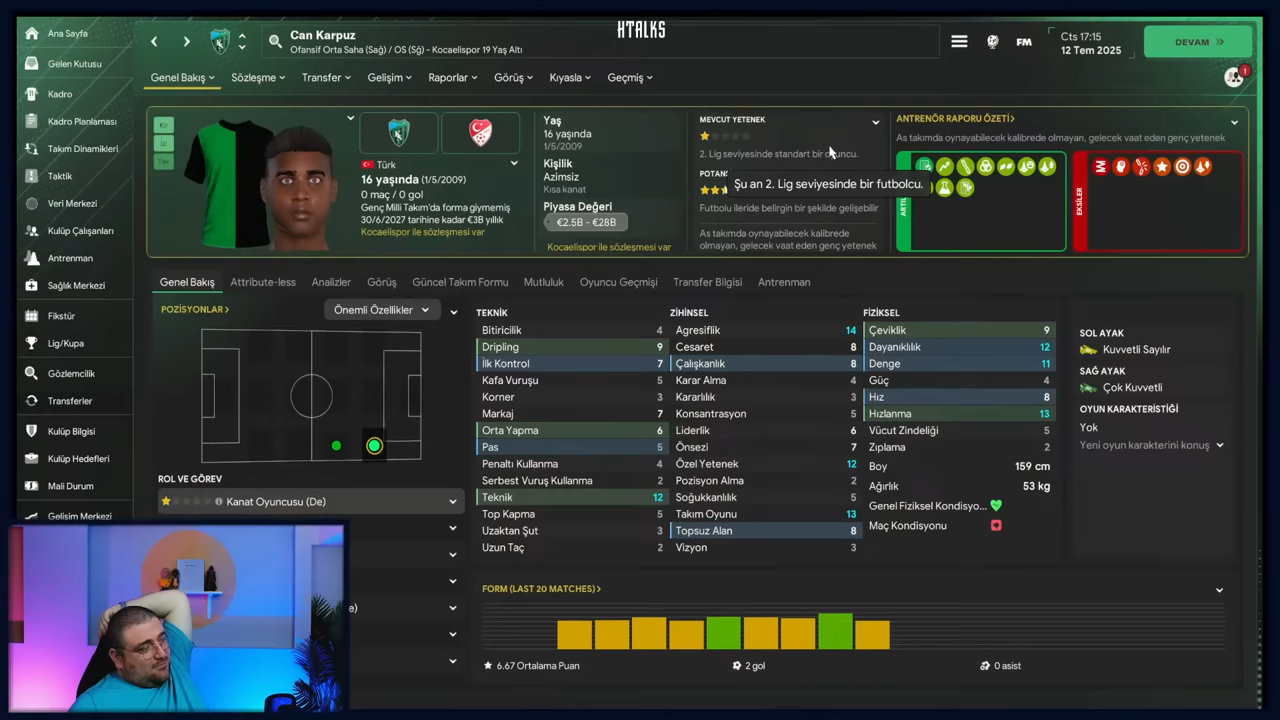 HTALKS
Ana Sayfa
Gelen Kutusu
Kadro
Kadro Planlaması
Takım Dinamikleri
Taktik
Veri Merkezi
Kulüp Çalışanları
Antrenman
Sağlık Merkezi
Fikstür
Lig/Kupa
Gözlemcilik
Transferler
Kulüp Bilgisi
Kulüp Hedefleri
Mali Durum
Gelişim Merkezi
Can Karpuz
Ofansif Orta Saha (Sağ) / OS (Sğ) - Kocaelispor 19 Yaş Altı
FM
Cts 17:15
12 Tem 2025
DEVAM
1
Genel Bakış
Sözleşme
Transfer
Gelişim
Raporlar
Görüş
Kıyasla
Geçmiş
Kir
İzl
Tak
Türk
16 yaşında (1/5/2009)
0 maç / 0 gol
Genç Milli Takım'da forma giymemiş
30/6/2027 tarihine kadar €3B yıllık
Kocaelispor ile sözleşmesi var
Yaş
16 yaşında
1/5/2009
Kişilik
Azimsiz
Kısa kanat
Piyasa Değeri
€2.5B - €28B
Kocaelispor ile sözleşmesi var
MEVCUT YETENEK
2. Lig seviyesinde standart bir oyuncu.
POTANS
Şu an 2. Lig seviyesinde bir futbolcu.
Futbolu ileride belirgin bir şekilde gelişebilir
As takımda oynayabilecek kalibrede
olmayan, gelecek vaat eden genç yetenek
ANTRENÖR RAPORU ÖZETİ
As takımda oynayabilecek kalibrede olmayan, gelecek vaat eden genç yetenek
EKSİLER
Genel Bakış
Attribute-less
Analizler
Görüş
Güncel Takım Formu
Mutluluk
Oyuncu Geçmişi
Transfer Bilgisi
Antrenman
POZİSYONLAR
Önemli Özellikler
ROL VE GÖREV
Kanat Oyuncusu (De)
TEKNİK
Bitiricilik 4
Dripling 9
İlk Kontrol 7
Kafa Vuruşu 5
Korner 3
Markaj 7
Orta Yapma 6
Pas 5
Penaltı Kullanma 4
Serbest Vuruş Kullanma 2
Teknik 12
Top Kapma 5
Uzaktan Şut 3
Uzun Taç 2
ZİHİNSEL
Agresiflik 14
Cesaret 8
Çalışkanlık 8
Karar Alma 4
Kararlılık 3
Konsantrasyon 5
Liderlik 6
Önsezi 7
Özel Yetenek 12
Pozisyon Alma 2
Soğukkanlılık 5
Takım Oyunu 13
Topsuz Alan 8
Vizyon 3
FİZİKSEL
Çeviklik 9
Dayanıklılık 12
Denge 11
Güç 4
Hız 8
Hızlanma 13
Vücut Zindeliği 5
Zıplama 2
Boy 159 cm
Ağırlık 53 kg
Genel Fiziksel Kondisyo...
Maç Kondisyonu
SOL AYAK
Kuvvetli Sayılır
SAĞ AYAK
Çok Kuvvetli
OYUN KARAKTERİSTİĞİ
Yok
Yeni oyun karakterini konuş
FORM (LAST 20 MATCHES)
6.67 Ortalama Puan
2 gol
0 asist